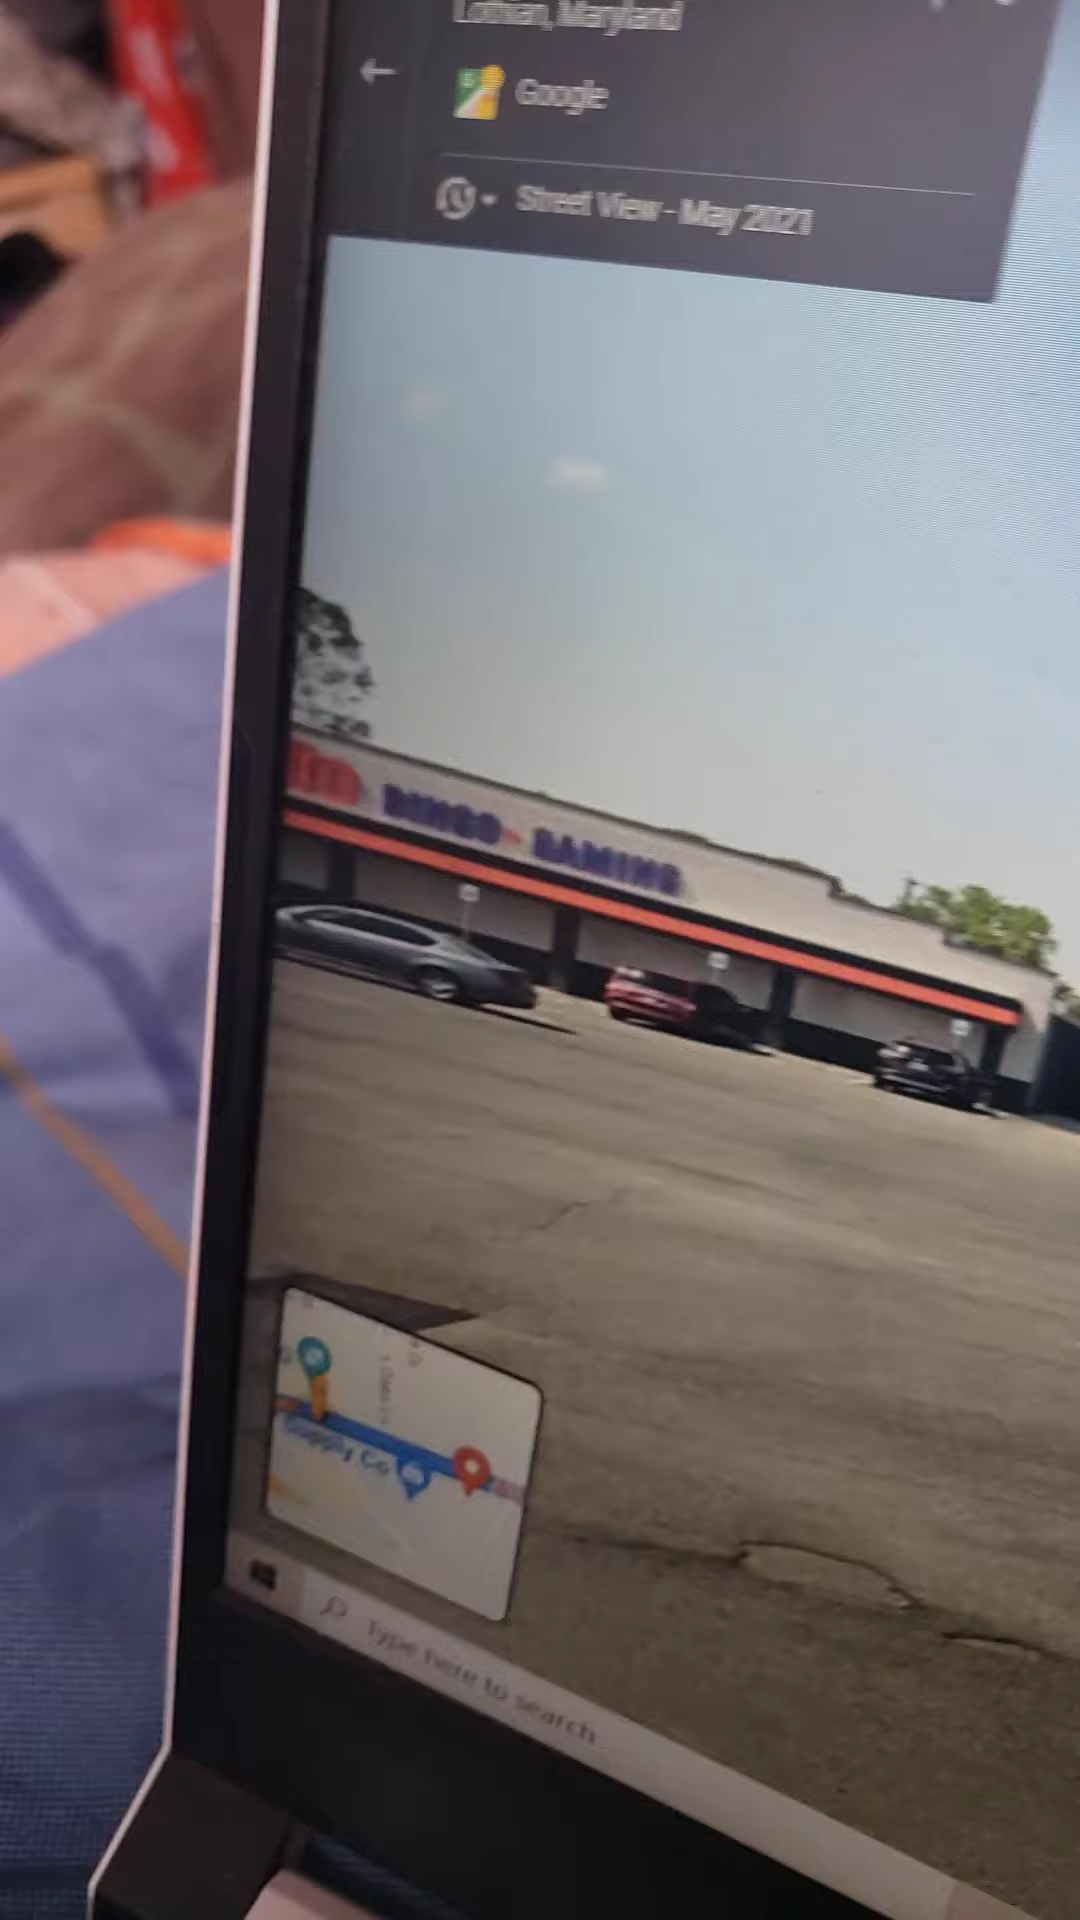 Lothian, Maryland
Google
Street View - May 2021
BINGO GAMING
Supply Co
Type here to search